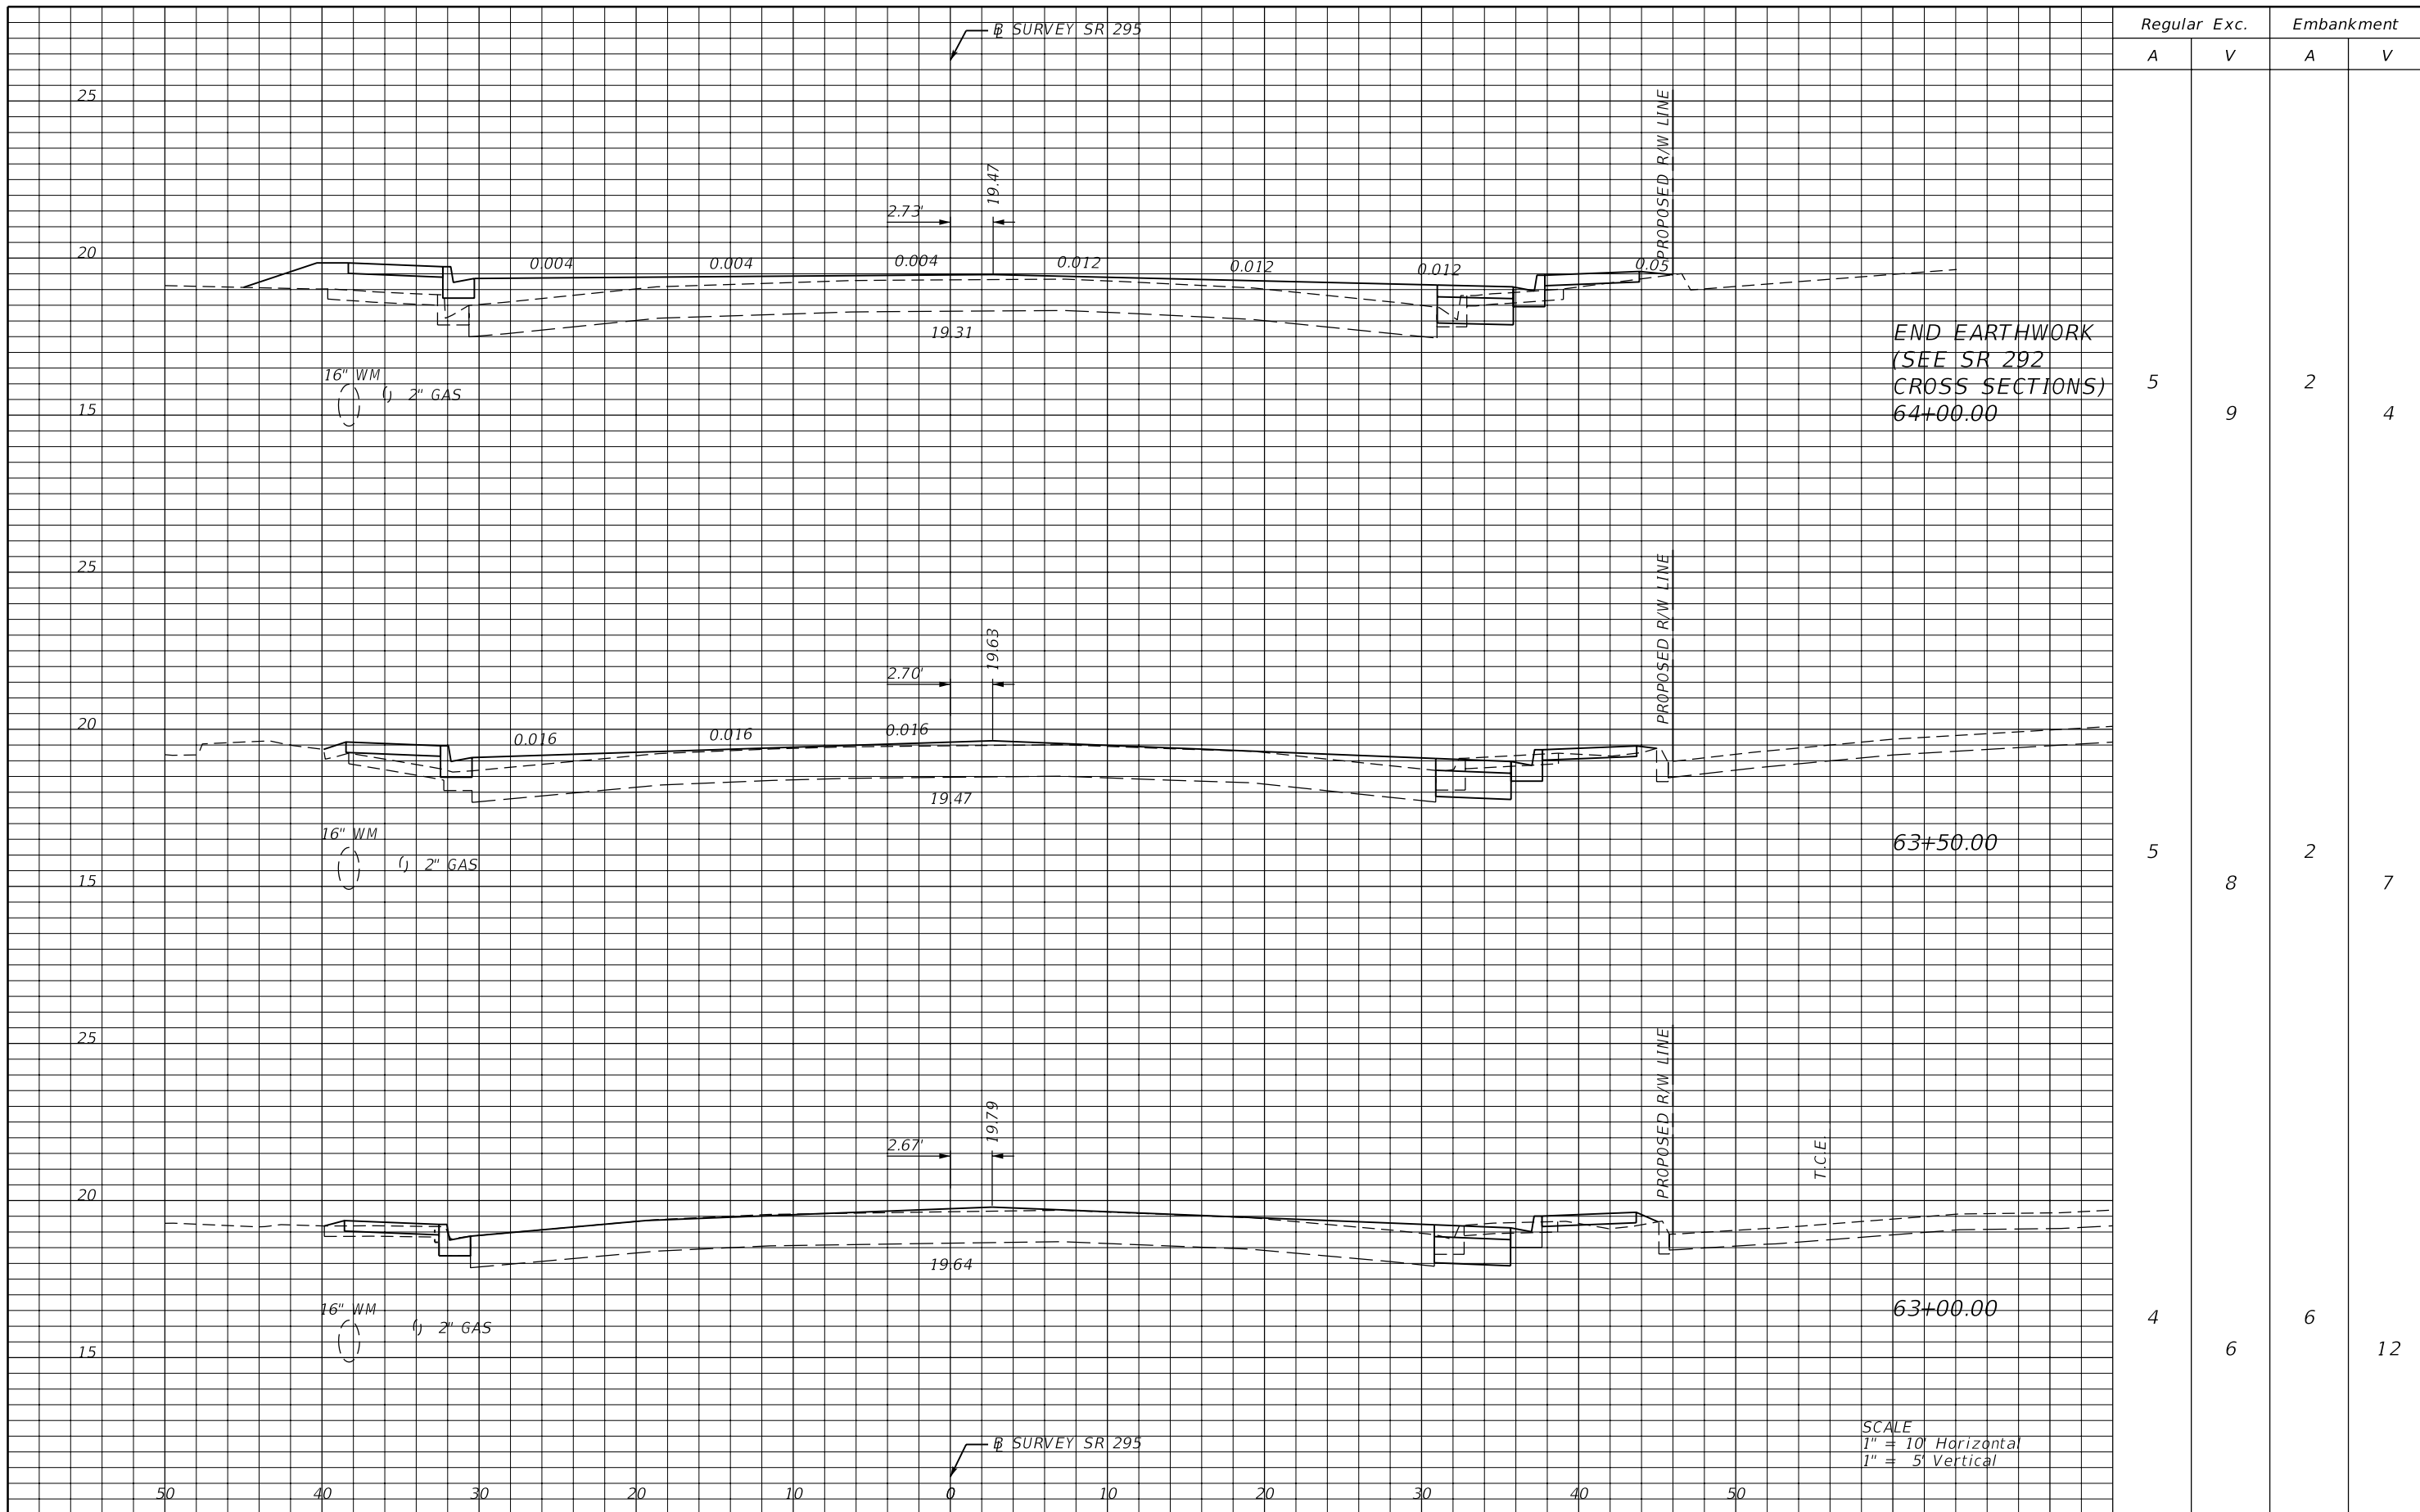 Regular Exc. Embankment
A V A V
BL SURVEY SR 295
25
PROPOSED R/W LINE
19.47
2.73'
20
0.004 0.004 0.004 0.012 0.012 0.012 0.05
19.31
END EARTHWORK
(SEE SR 292
CROSS SECTIONS)
64+00.00
16" WM
2" GAS
15
5 2
9 4
25
PROPOSED R/W LINE
19.63
2.70'
20
0.016 0.016 0.016
19.47
16" WM
2" GAS
63+50.00
15
5 2
8 7
25
PROPOSED R/W LINE
19.79
2.67'
T.C.E.
20
19.64
16" WM
2" GAS
63+00.00
15
4 6
6 12
BL SURVEY SR 295
SCALE
1" = 10' Horizontal
1" = 5' Vertical
50 40 30 20 10 0 10 20 30 40 50